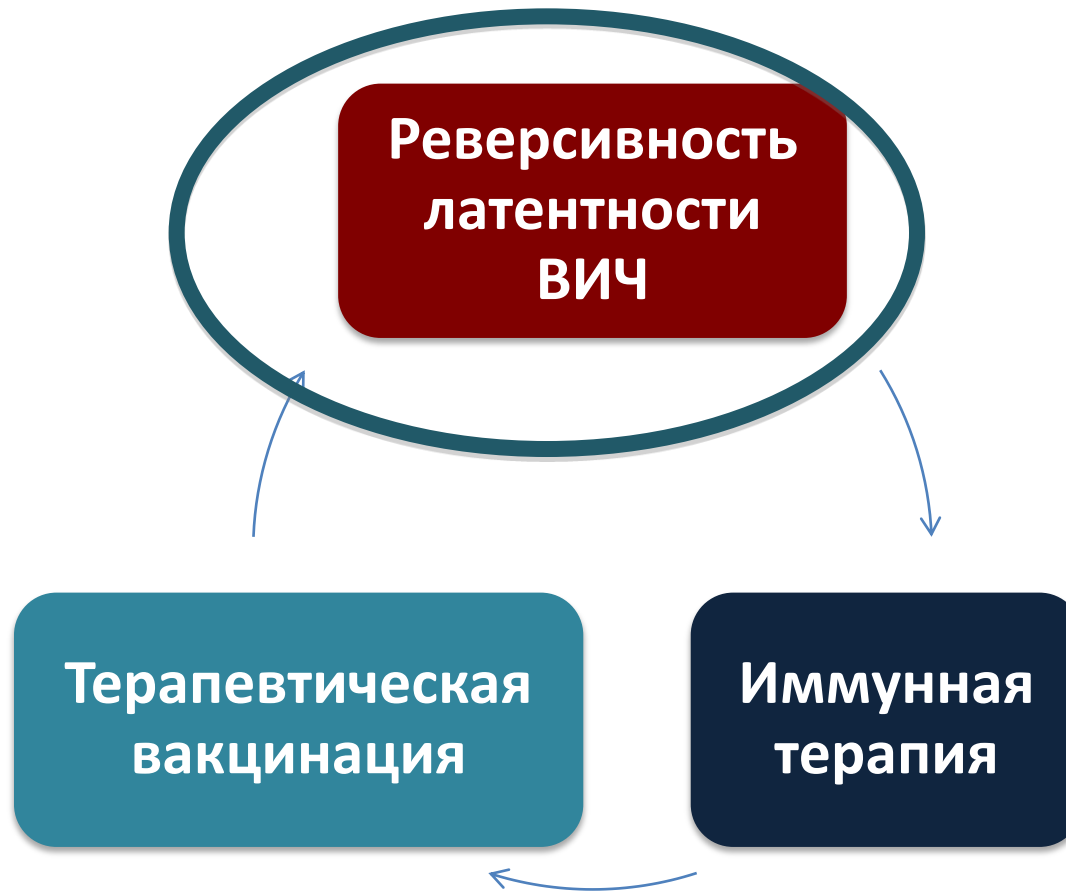 Реверсивность
латентности
ВИЧ
Терапевтическая
вакцинация
Иммунная
терапия